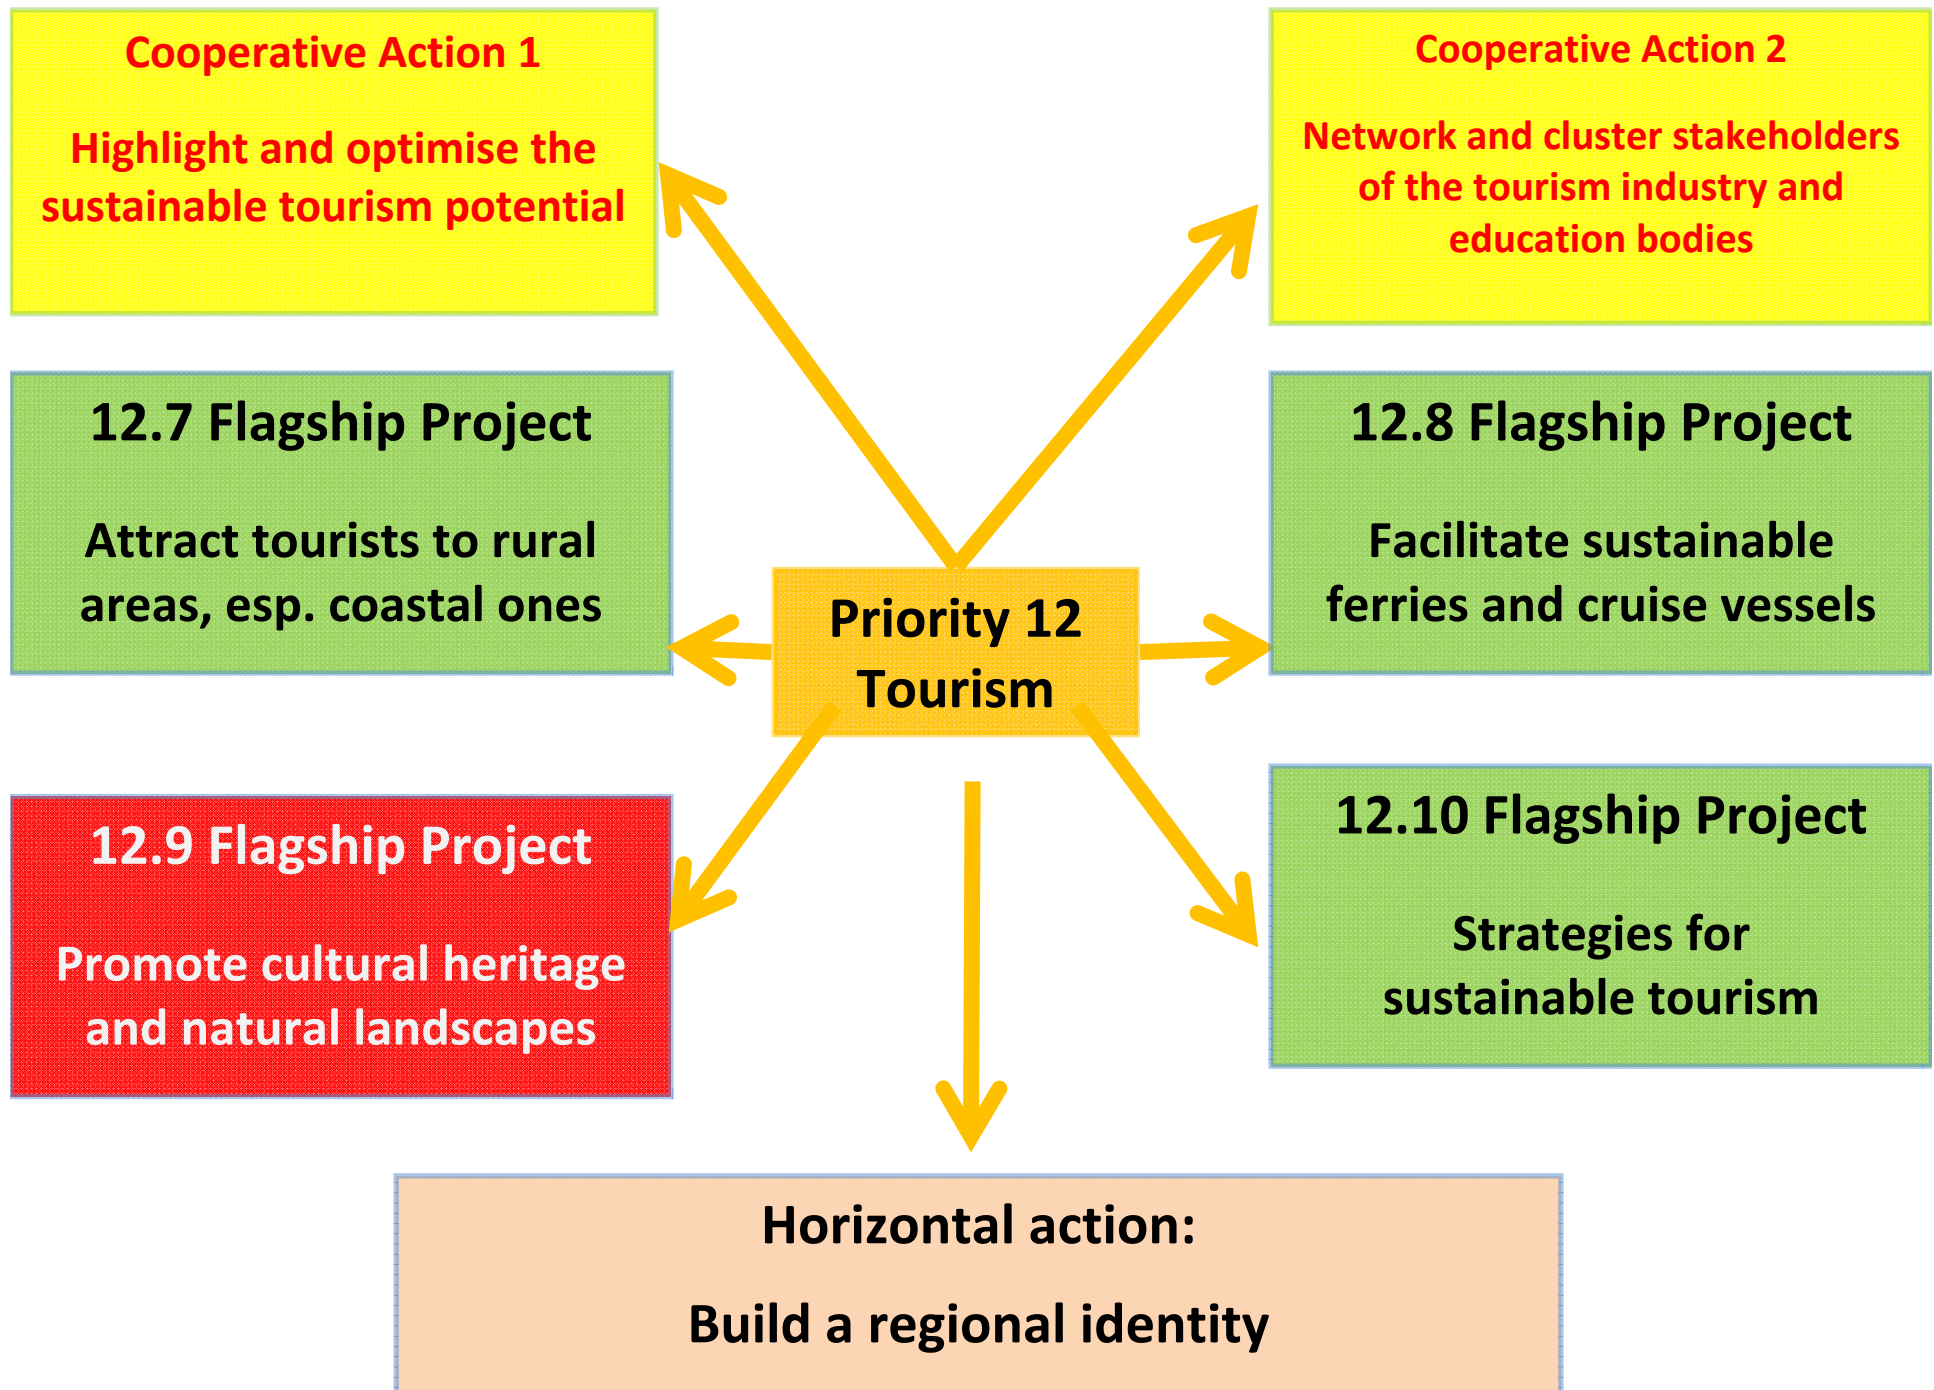 Cooperative Action 1
Highlight and optimise the
sustainable tourism potential
Cooperative Action 2
Network and cluster stakeholders
of the tourism industry and
education bodies
12.7 Flagship Project
Attract tourists to rural
areas, esp. coastal ones
12.8 Flagship Project
Facilitate sustainable
ferries and cruise vessels
Priority 12
Tourism
12.9 Flagship Project
Promote cultural heritage
and natural landscapes
12.10 Flagship Project
Strategies for
sustainable tourism
Horizontal action:
Build a regional identity